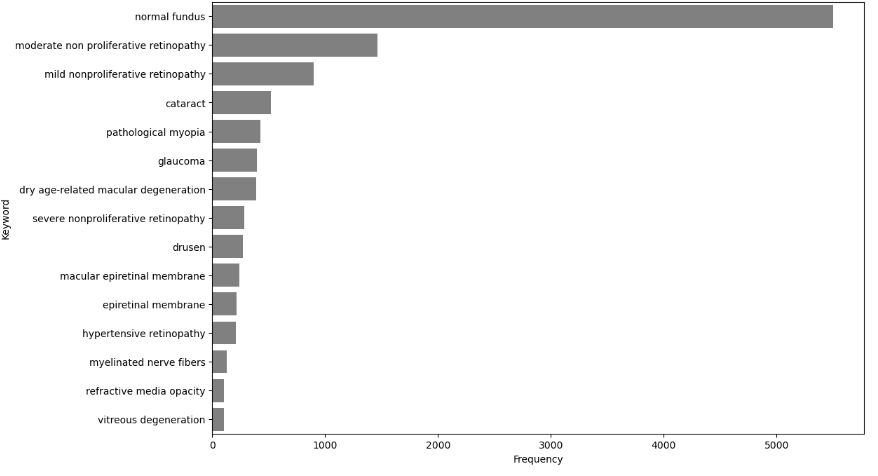 normal fundus
moderate non proliferative retinopathy
mild nonproliferative retinopathy
cataract
pathological myopia
glaucoma
dry age-related macular degeneration
severe nonproliferative retinopathy
drusen
macular epiretinal membrane
epiretinal membrane
hypertensive retinopathy
myelinated nerve fibers
refractive media opacity
vitreous degeneration
Keyword
0 1000 2000 3000 4000 5000
Frequency